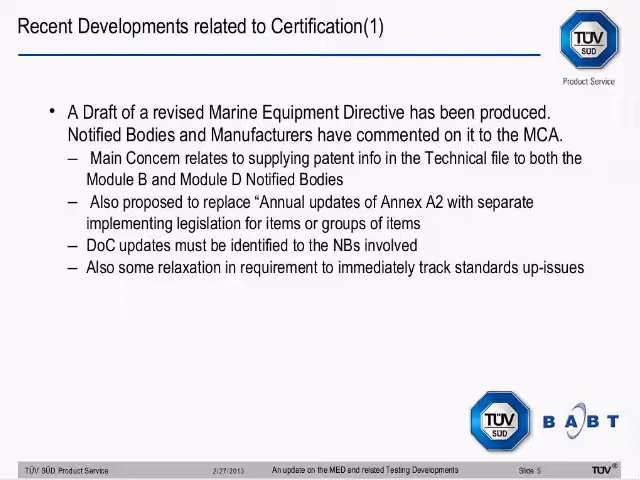 Recent Developments related to Certification(1)
TÜV
SÜD
Product Service
• A Draft of a revised Marine Equipment Directive has been produced.
Notified Bodies and Manufacturers have commented on it to the MCA.
– Main Concern relates to supplying patent info in the Technical file to both the
Module B and Module D Notified Bodies
– Also proposed to replace “Annual updates of Annex A2 with separate
implementing legislation for items or groups of items
– DoC updates must be identified to the NBs involved
– Also some relaxation in requirement to immediately track standards up-issues
TÜV
SÜD
BABT
TÜV SÜD Product Service 2/27/2013 An update on the MED and related Testing Developments Slide 5 TÜV®